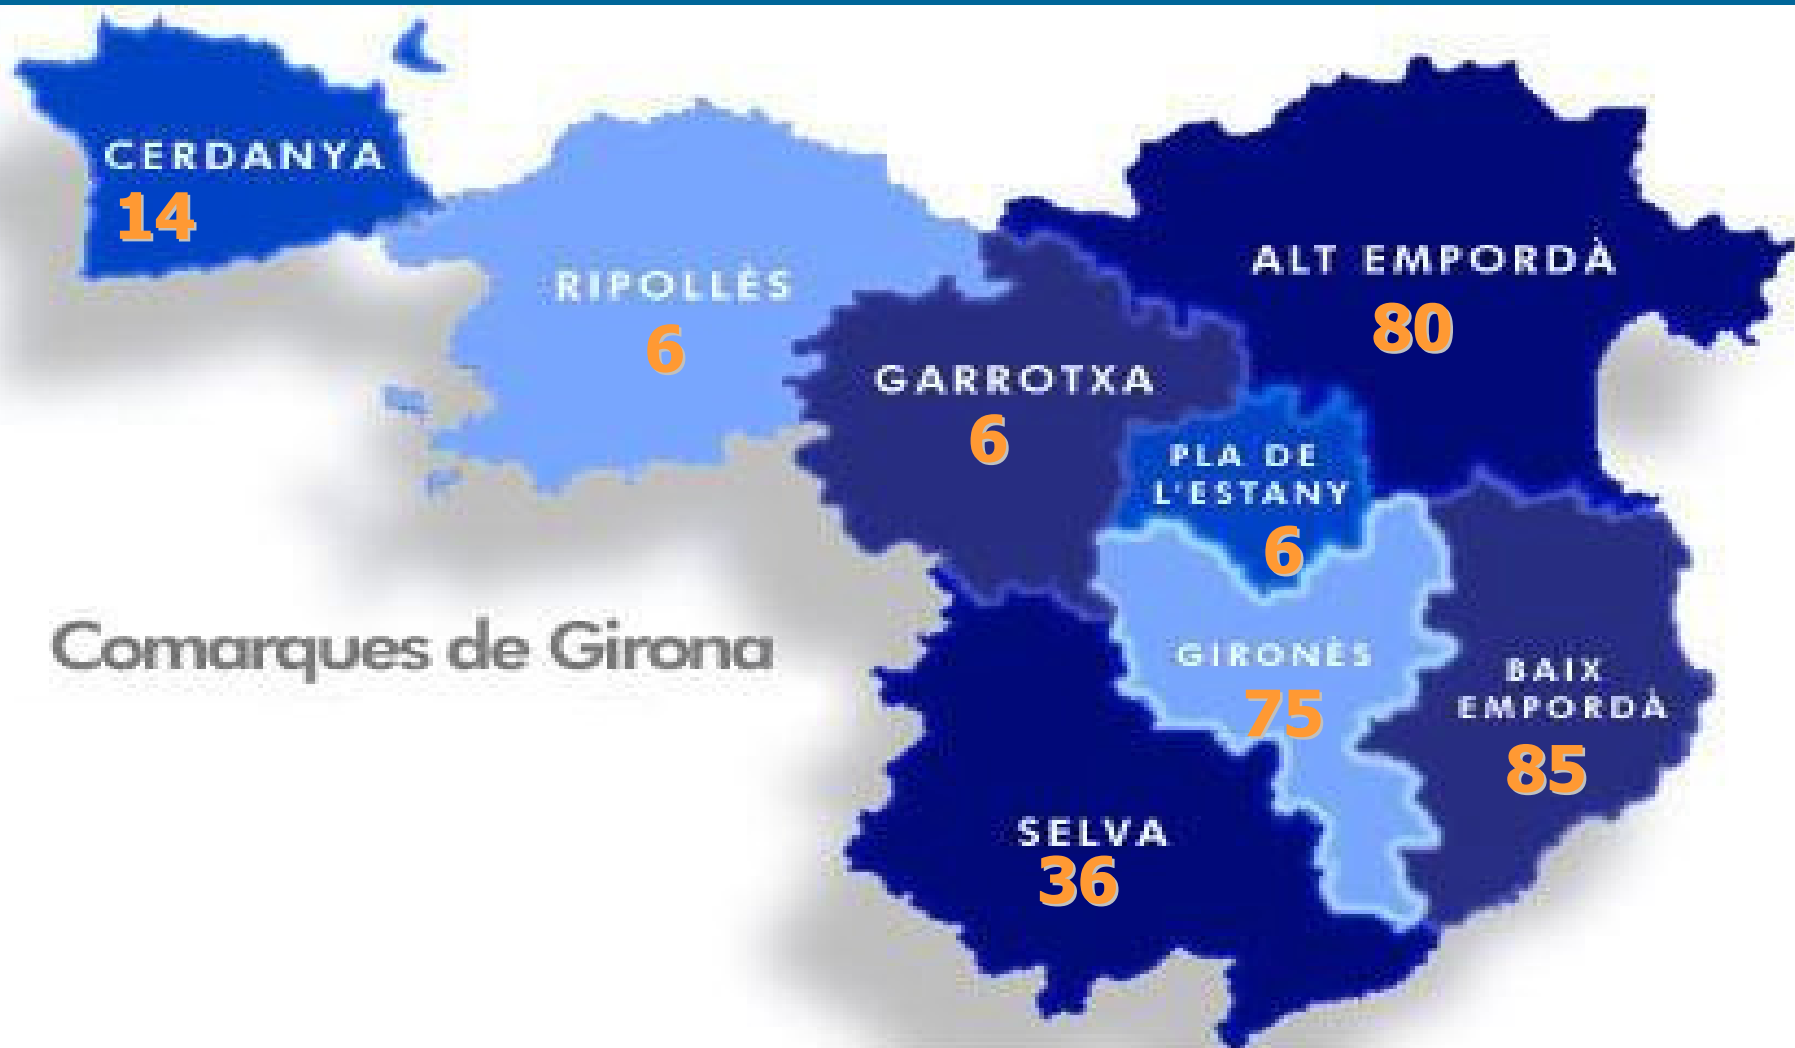 CERDANYA
14
RIPOLLÈS
6
ALT EMPORDÀ
80
GARROTXA
6
PLA DE
L'ESTANY
6
Comarques de Girona
GIRONÈS
75
BAIX
EMPORDÀ
85
SELVA
36